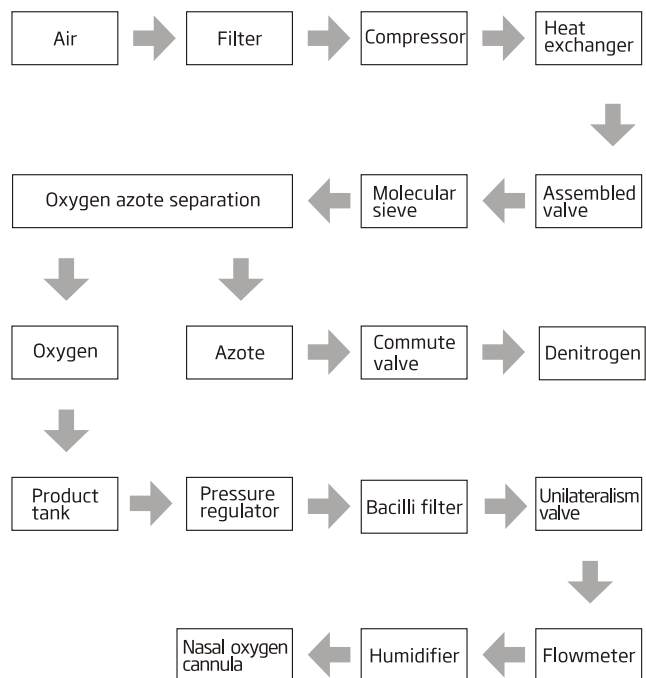 Air
Filter
Compressor
Heat
exchanger
Oxygen azote separation
Molecular
sieve
Assembled
valve
Oxygen
Azote
Commute
valve
Denitrogen
Product
tank
Pressure
regulator
Bacilli filter
Unilateralism
valve
Nasal oxygen
cannula
Humidifier
Flowmeter